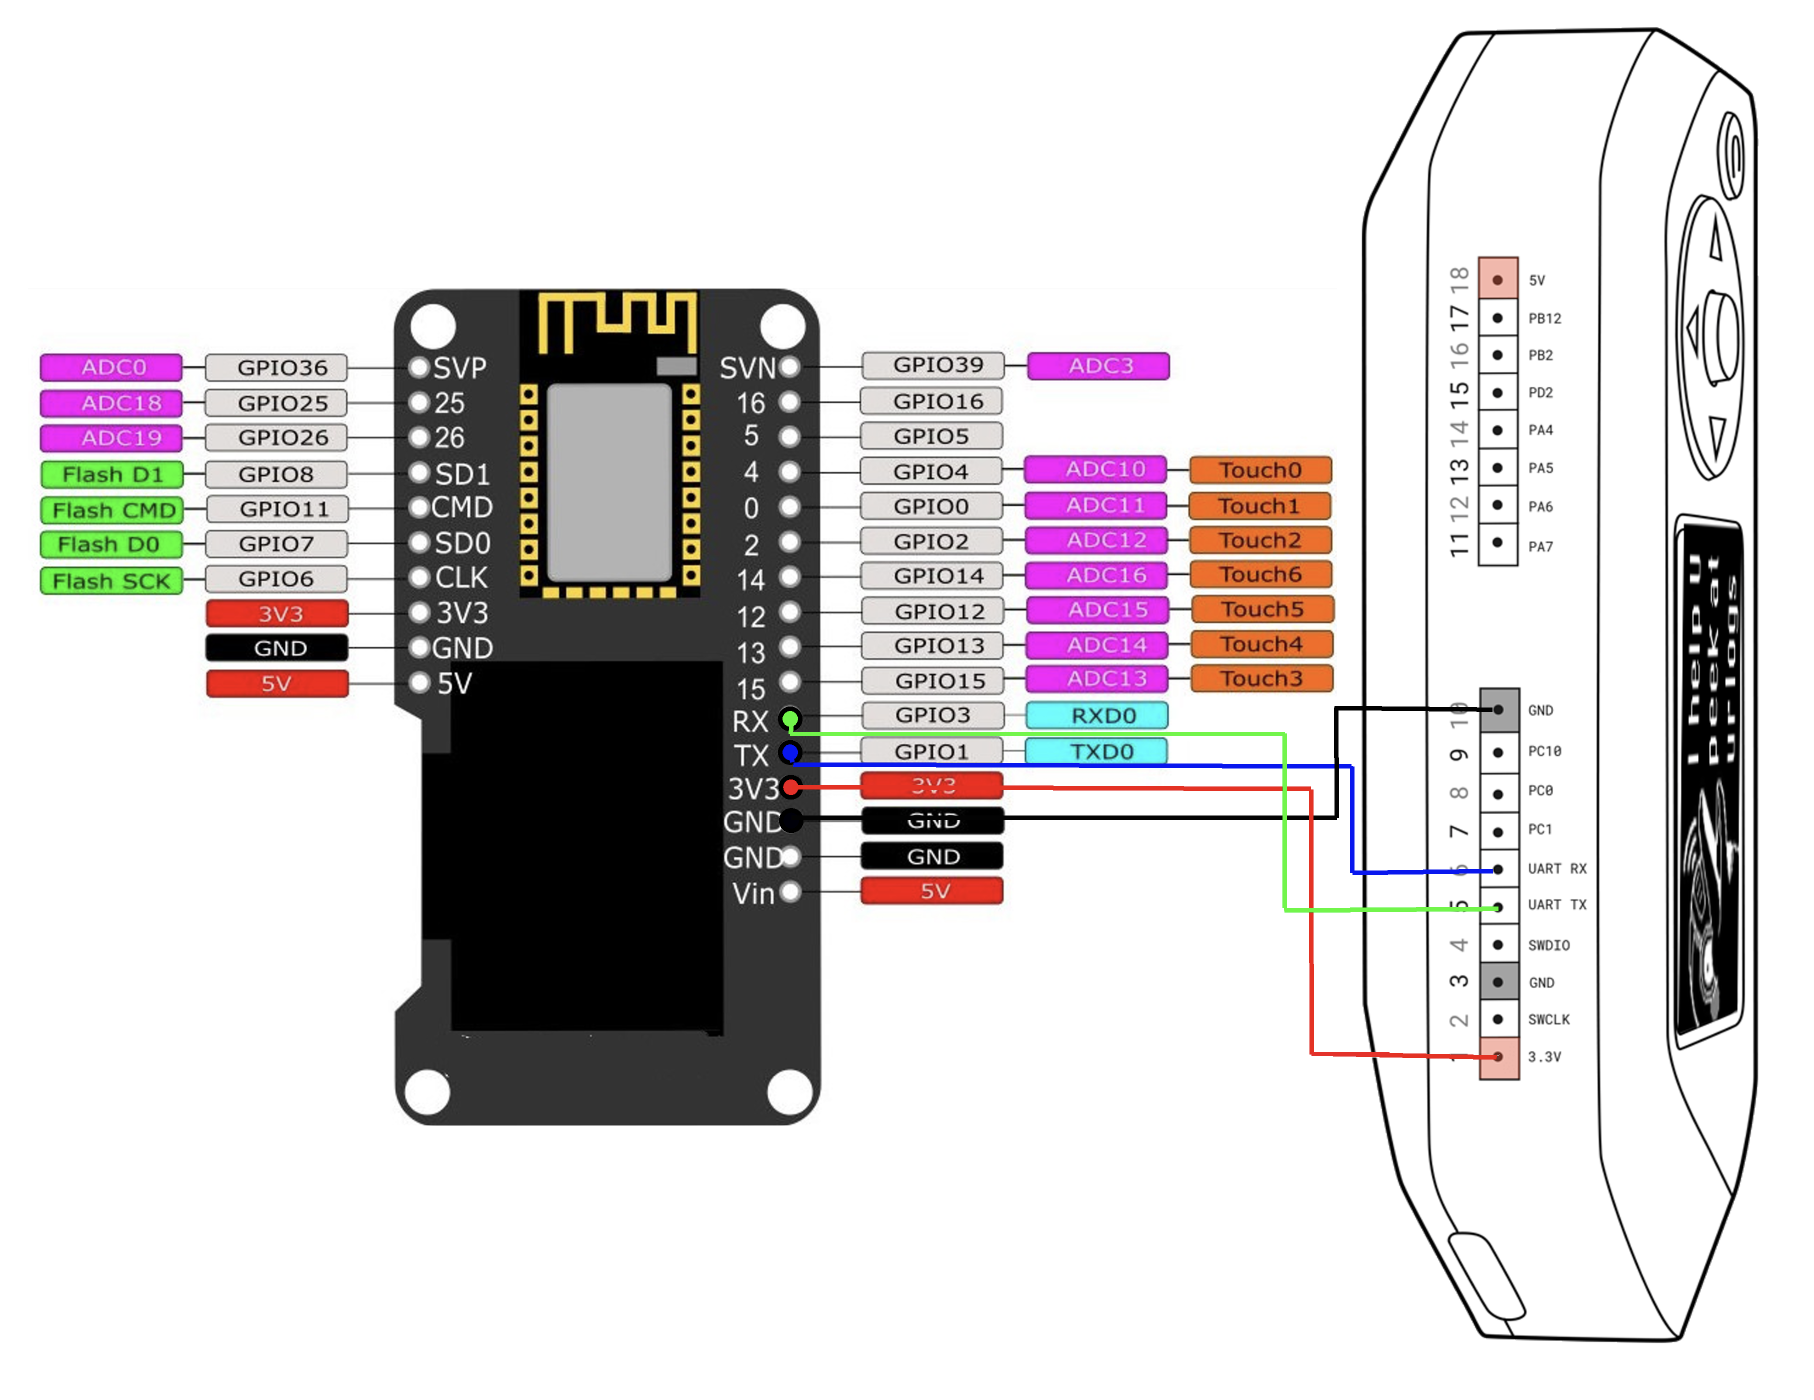 ADC0 GPIO36 SVP
ADC18 GPIO25 25
ADC19 GPIO26 26
Flash D1 GPIO8 SD1
Flash CMD GPIO11 CMD
Flash D0 GPIO7 SD0
Flash SCK GPIO6 CLK
3V3 3V3
GND GND
5V 5V
SVN GPIO39 ADC3
16 GPIO16
5 GPIO5
4 GPIO4 ADC10 Touch0
0 GPIO0 ADC11 Touch1
2 GPIO2 ADC12 Touch2
14 GPIO14 ADC16 Touch6
12 GPIO12 ADC15 Touch5
13 GPIO13 ADC14 Touch4
15 GPIO15 ADC13 Touch3
RX GPIO3 RXD0
TX GPIO1 TXD0
3V3 3V3
GND GND
GND GND
Vin 5V
18 5V
17 PB12
16 PB2
15 PD2
14 PA4
13 PA5
12 PA6
11 PA7
10 GND
9 PC10
8 PC0
7 PC1
6 UART RX
5 UART TX
4 SWDIO
3 GND
2 SWCLK
3.3V
I help U
peek at
ur logs